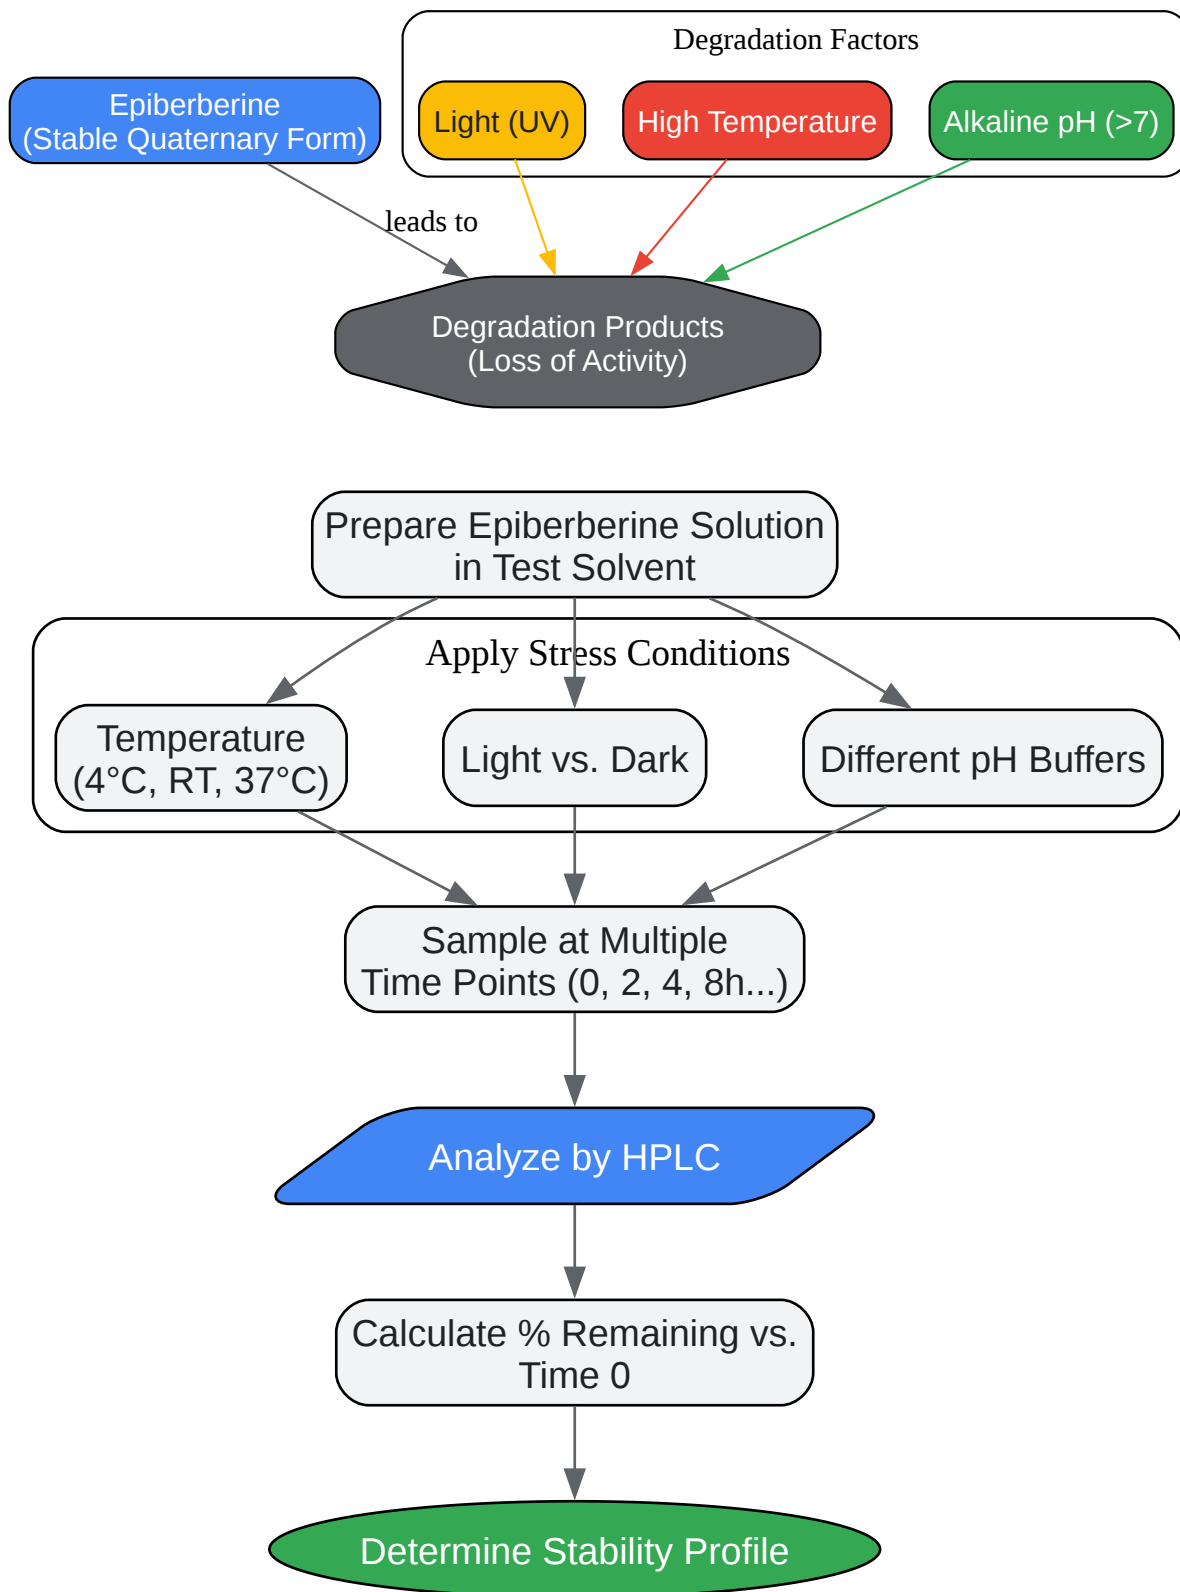 Degradation Factors
Epiberberine
(Stable Quaternary Form)
Light (UV)
High Temperature
Alkaline pH (>7)
leads to
Degradation Products
(Loss of Activity)
Prepare Epiberberine Solution
in Test Solvent
Apply Stress Conditions
Temperature
(4°C, RT, 37°C)
Light vs. Dark
Different pH Buffers
Sample at Multiple
Time Points (0, 2, 4, 8h...)
Analyze by HPLC
Calculate % Remaining vs.
Time 0
Determine Stability Profile